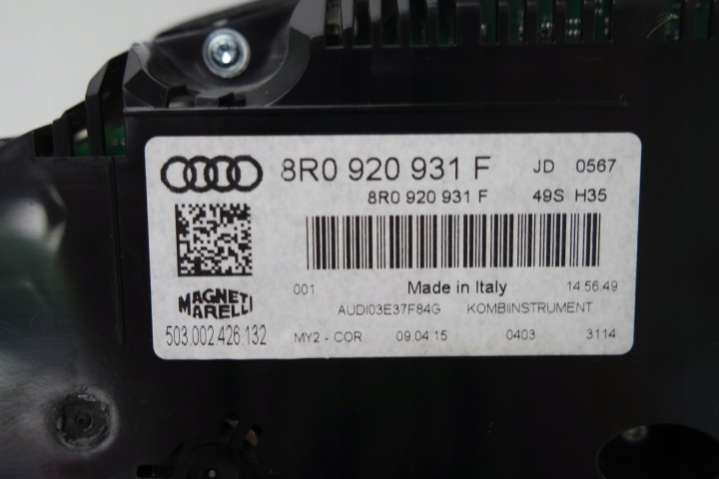 8R0 920 931 F JD 0567
8R0 920 931 F 49S H35
001 Made in Italy 14.56.49
MAGNETI MARELLI
AUDI03E37F84G KOMBIINSTRUMENT
503.002.426.132 MY2 - COR 09.04.15 0403 3114